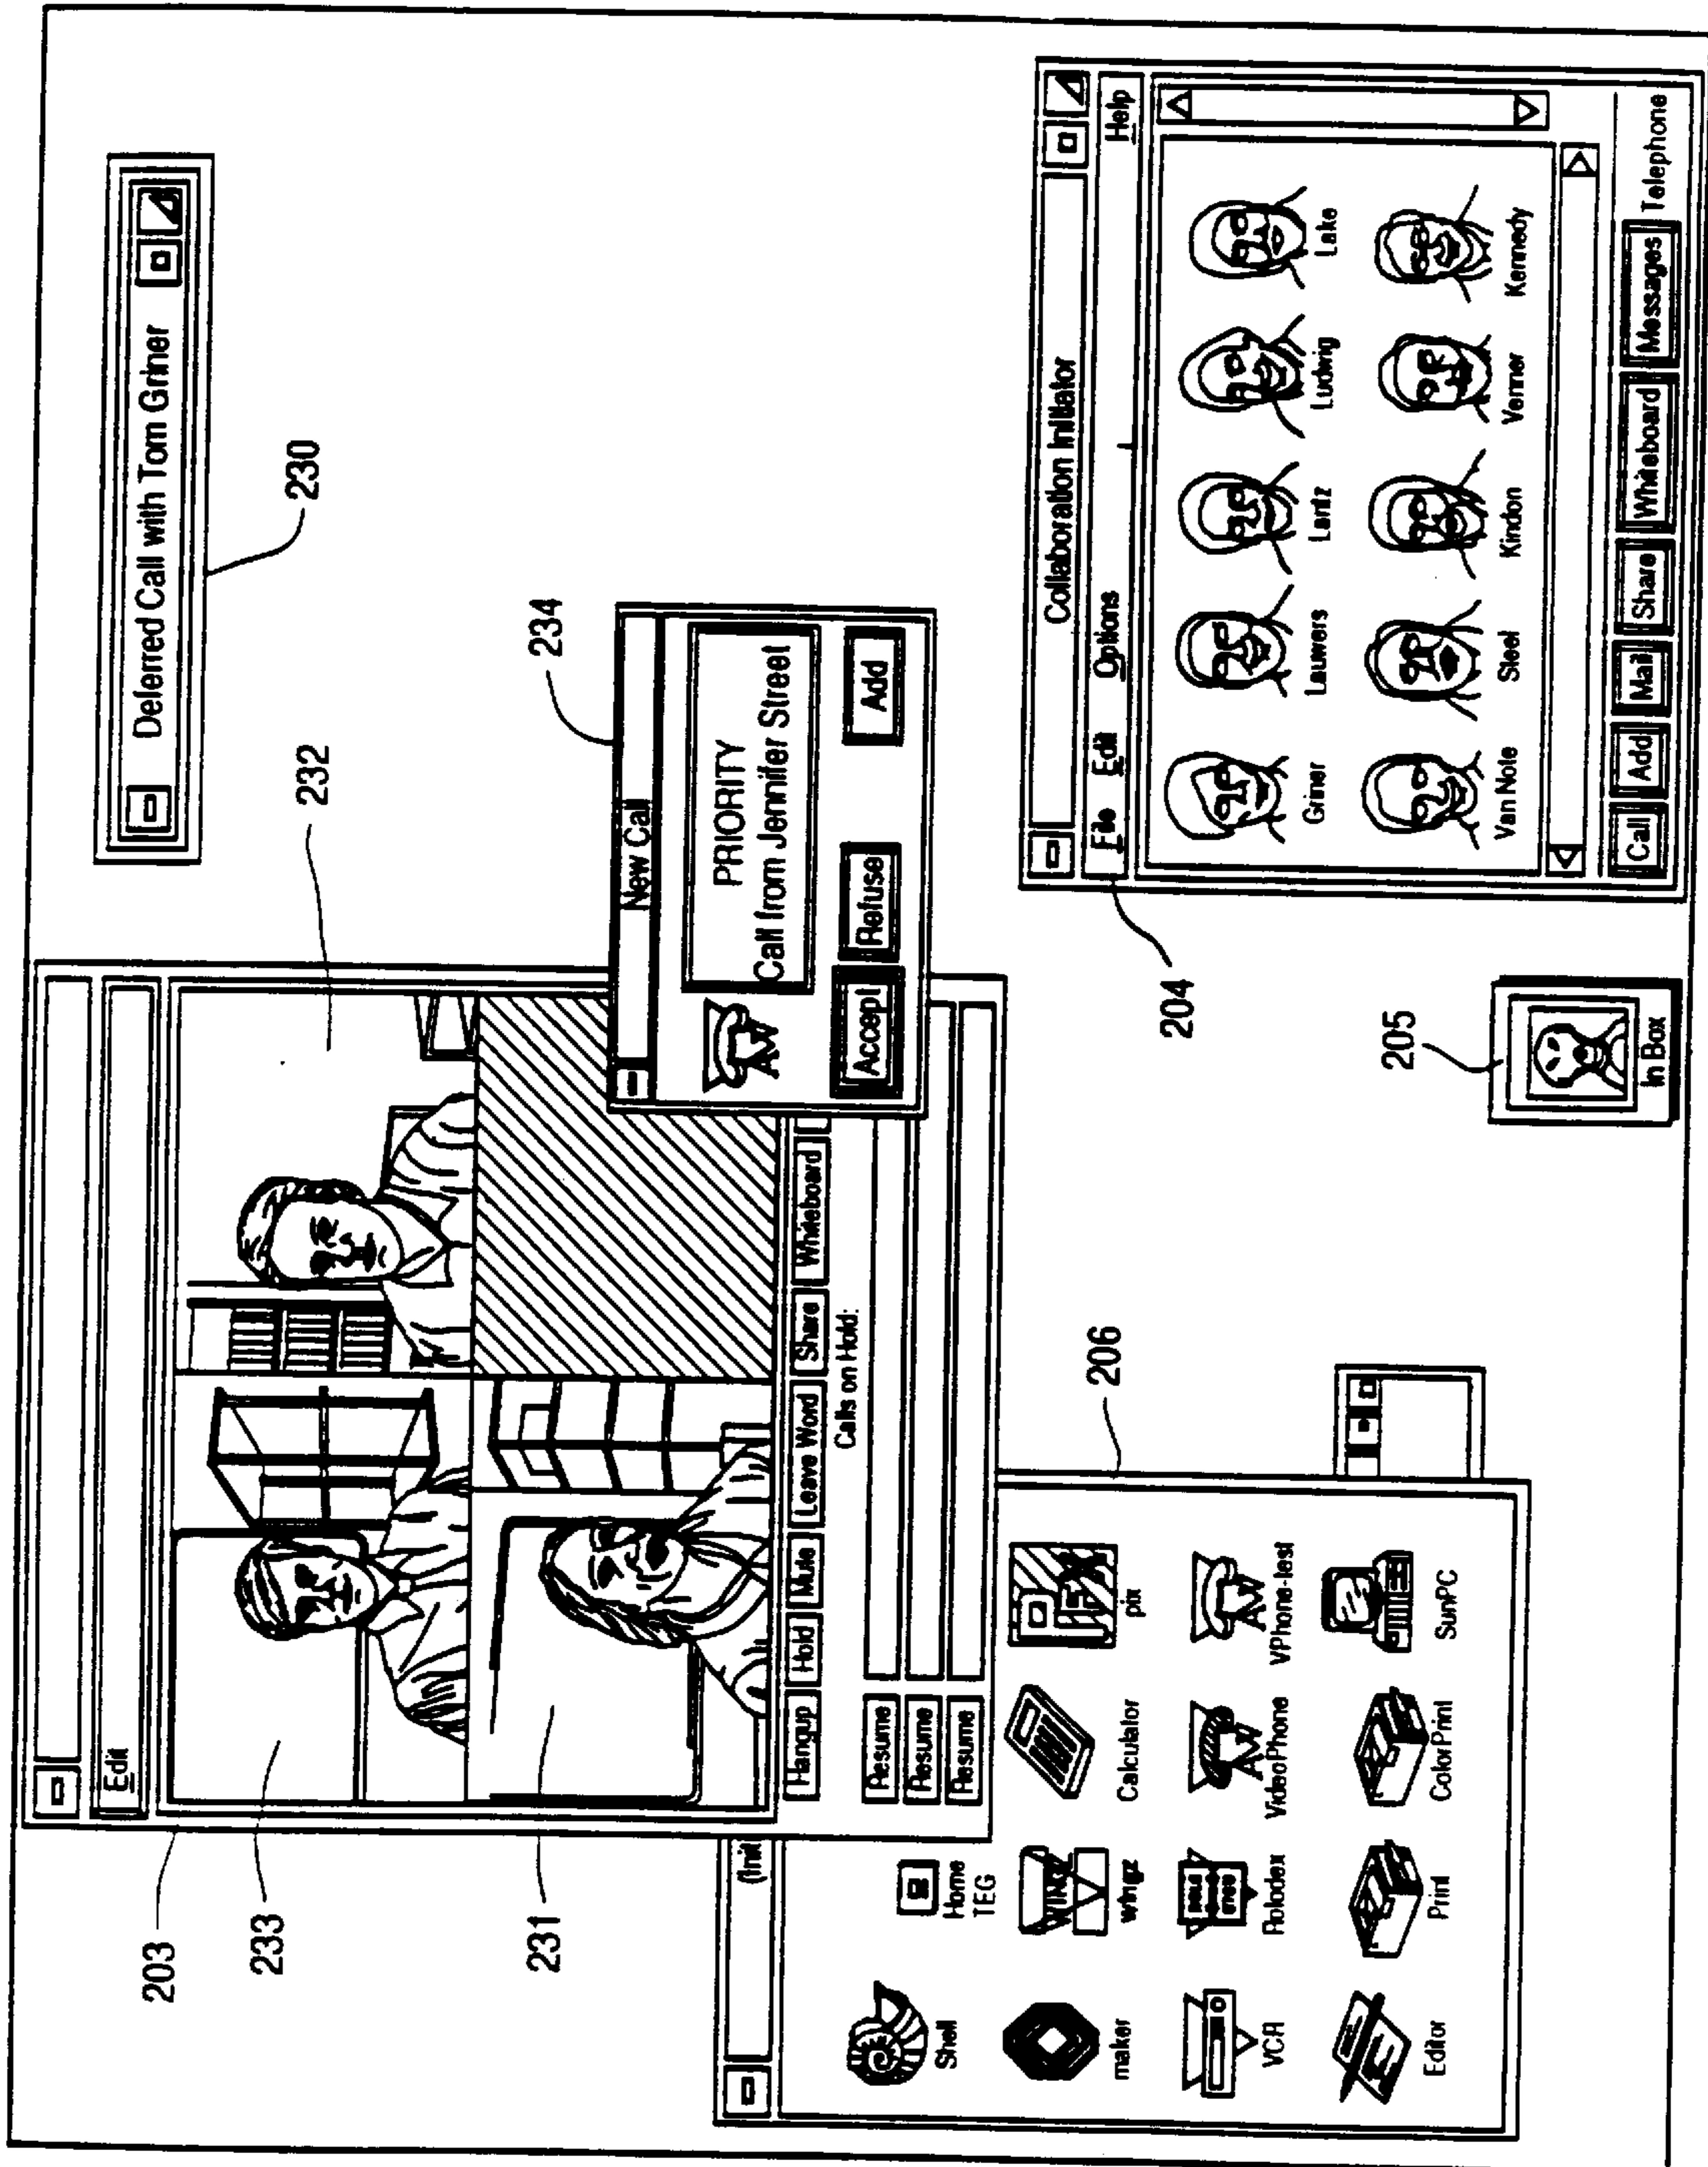 203
233
231
232
230
234
204
205
206
Edit
Hangup Hold Mute Leave Word Share Whiteboard
Calls on Hold:
Resume
Resume
Resume
Deferred Call with Tom Griner
New Call
PRIORITY
Call from Jennifer Street
Accept Refuse Add
Collaboration Initiator
File Edit Options Help
Griner Lauwers Lantz Ludwig Lake
Van Note Steel Kindon Verner Kennedy
Call Add Mail Share Whiteboard Messages Telephone
In Box
(Init
Shell Home
TEG
maker wingz Calculator pix
VCR Rolodex VideoPhone VPhone-test
Editor Print ColorPrint SunPC